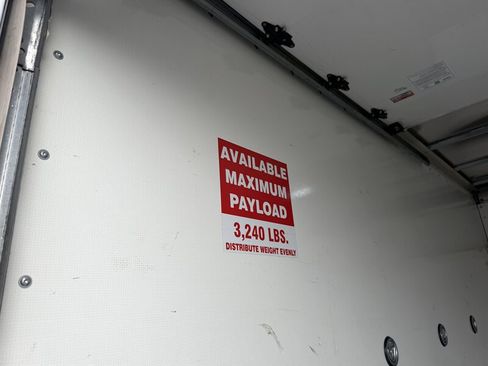 AVAILABLE
MAXIMUM
PAYLOAD
3,240 LBS.
DISTRIBUTE WEIGHT EVENLY